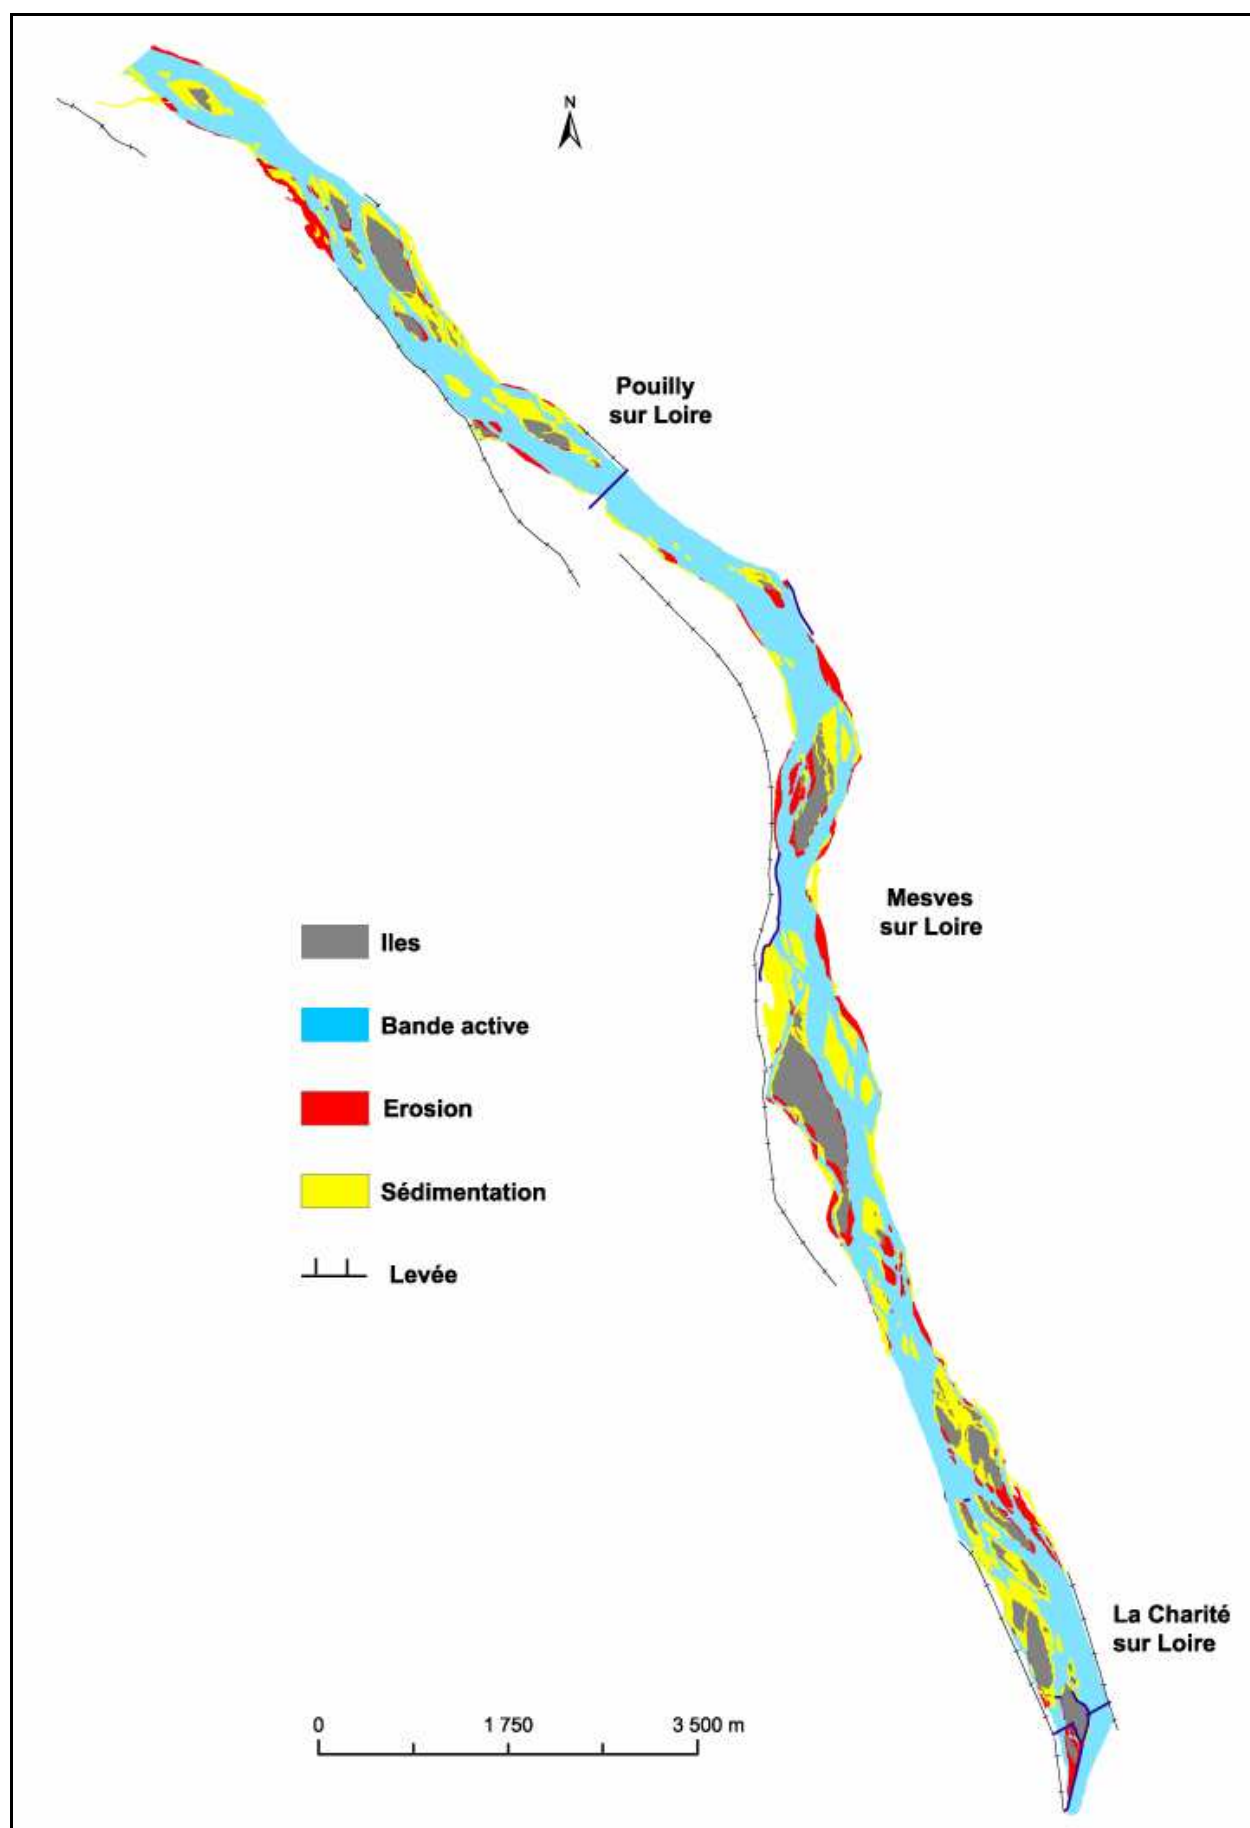 N
Pouilly
sur Loire
Mesves
sur Loire
Iles
Bande active
Erosion
Sédimentation
Levée
La Charité
sur Loire
0 1 750 3 500 m